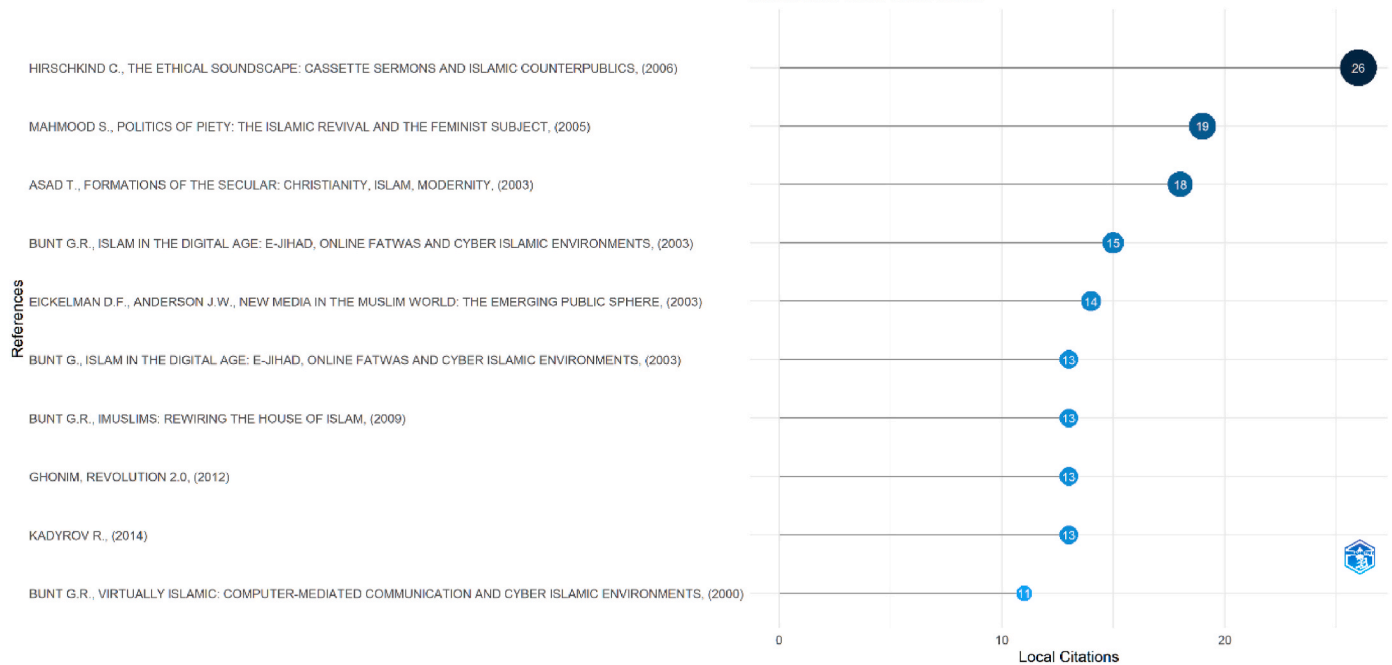 HIRSCHKIND C., THE ETHICAL SOUNDSCAPE: CASSETTE SERMONS AND ISLAMIC COUNTERPUBLICS, (2006)
26
MAHMOOD S., POLITICS OF PIETY: THE ISLAMIC REVIVAL AND THE FEMINIST SUBJECT, (2005)
19
ASAD T., FORMATIONS OF THE SECULAR: CHRISTIANITY, ISLAM, MODERNITY, (2003)
18
BUNT G.R., ISLAM IN THE DIGITAL AGE: E-JIHAD, ONLINE FATWAS AND CYBER ISLAMIC ENVIRONMENTS, (2003)
15
References
EICKELMAN D.F., ANDERSON J.W., NEW MEDIA IN THE MUSLIM WORLD: THE EMERGING PUBLIC SPHERE, (2003)
14
BUNT G., ISLAM IN THE DIGITAL AGE: E-JIHAD, ONLINE FATWAS AND CYBER ISLAMIC ENVIRONMENTS, (2003)
13
BUNT G.R., IMUSLIMS: REWIRING THE HOUSE OF ISLAM, (2009)
13
GHONIM, REVOLUTION 2.0, (2012)
13
KADYROV R., (2014)
13
BUNT G.R., VIRTUALLY ISLAMIC: COMPUTER-MEDIATED COMMUNICATION AND CYBER ISLAMIC ENVIRONMENTS, (2000)
11
0 10 20
Local Citations